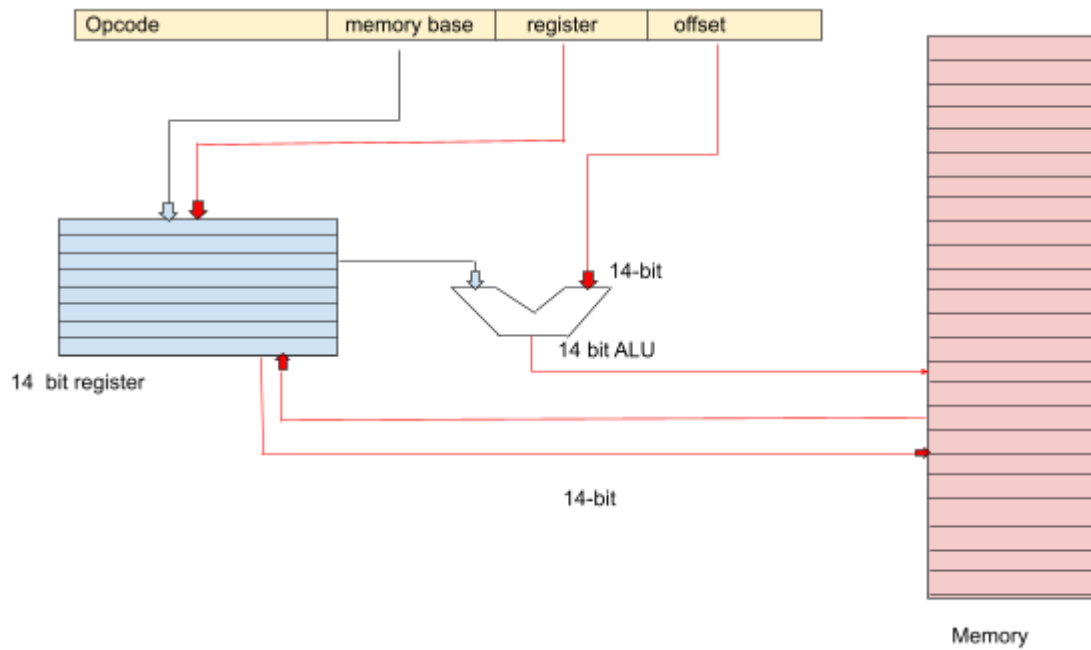 Opcode memory base register offset
14-bit
14 bit ALU
14 bit register
14-bit
Memory